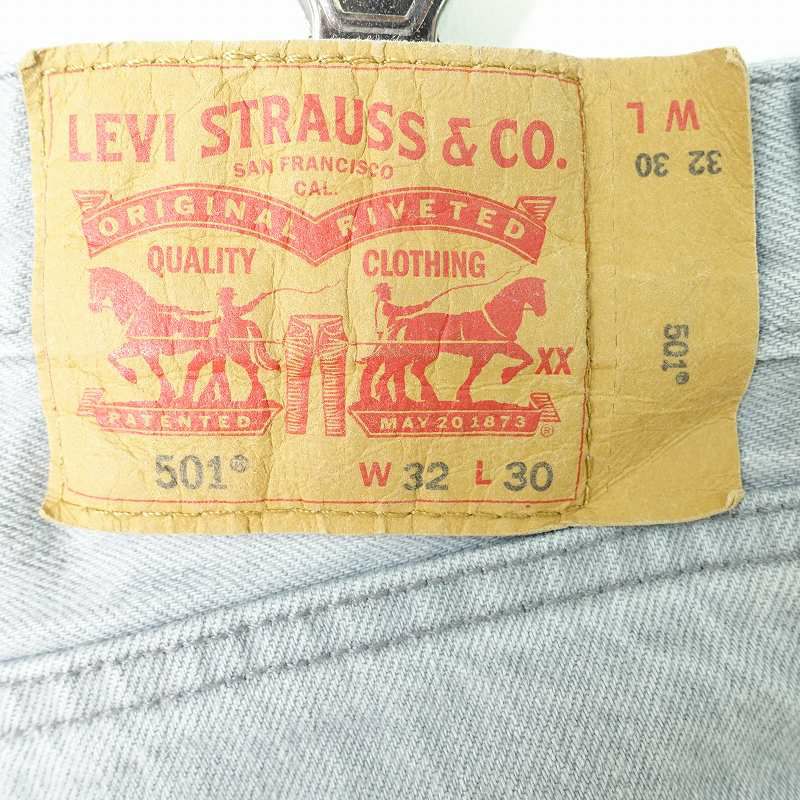 LEVI STRAUSS & CO.
SAN FRANCISCO
CAL.
ORIGINAL RIVETED
QUALITY CLOTHING
XX
PATENTED MAY 20 1873 ®
501® W 32 L 30
W L
32 30
501®